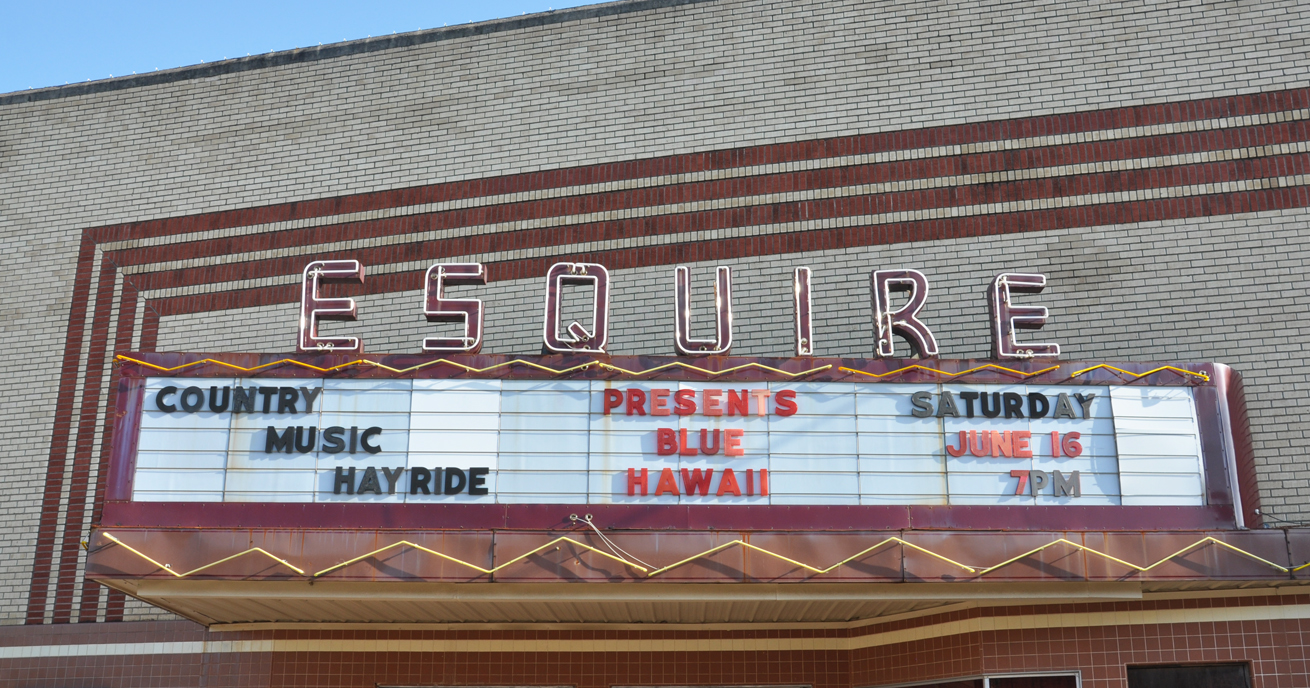 ESQUIRE
COUNTRY
MUSIC
HAYRIDE
PRESENTS
BLUE
HAWAII
SATURDAY
JUNE 16
7PM